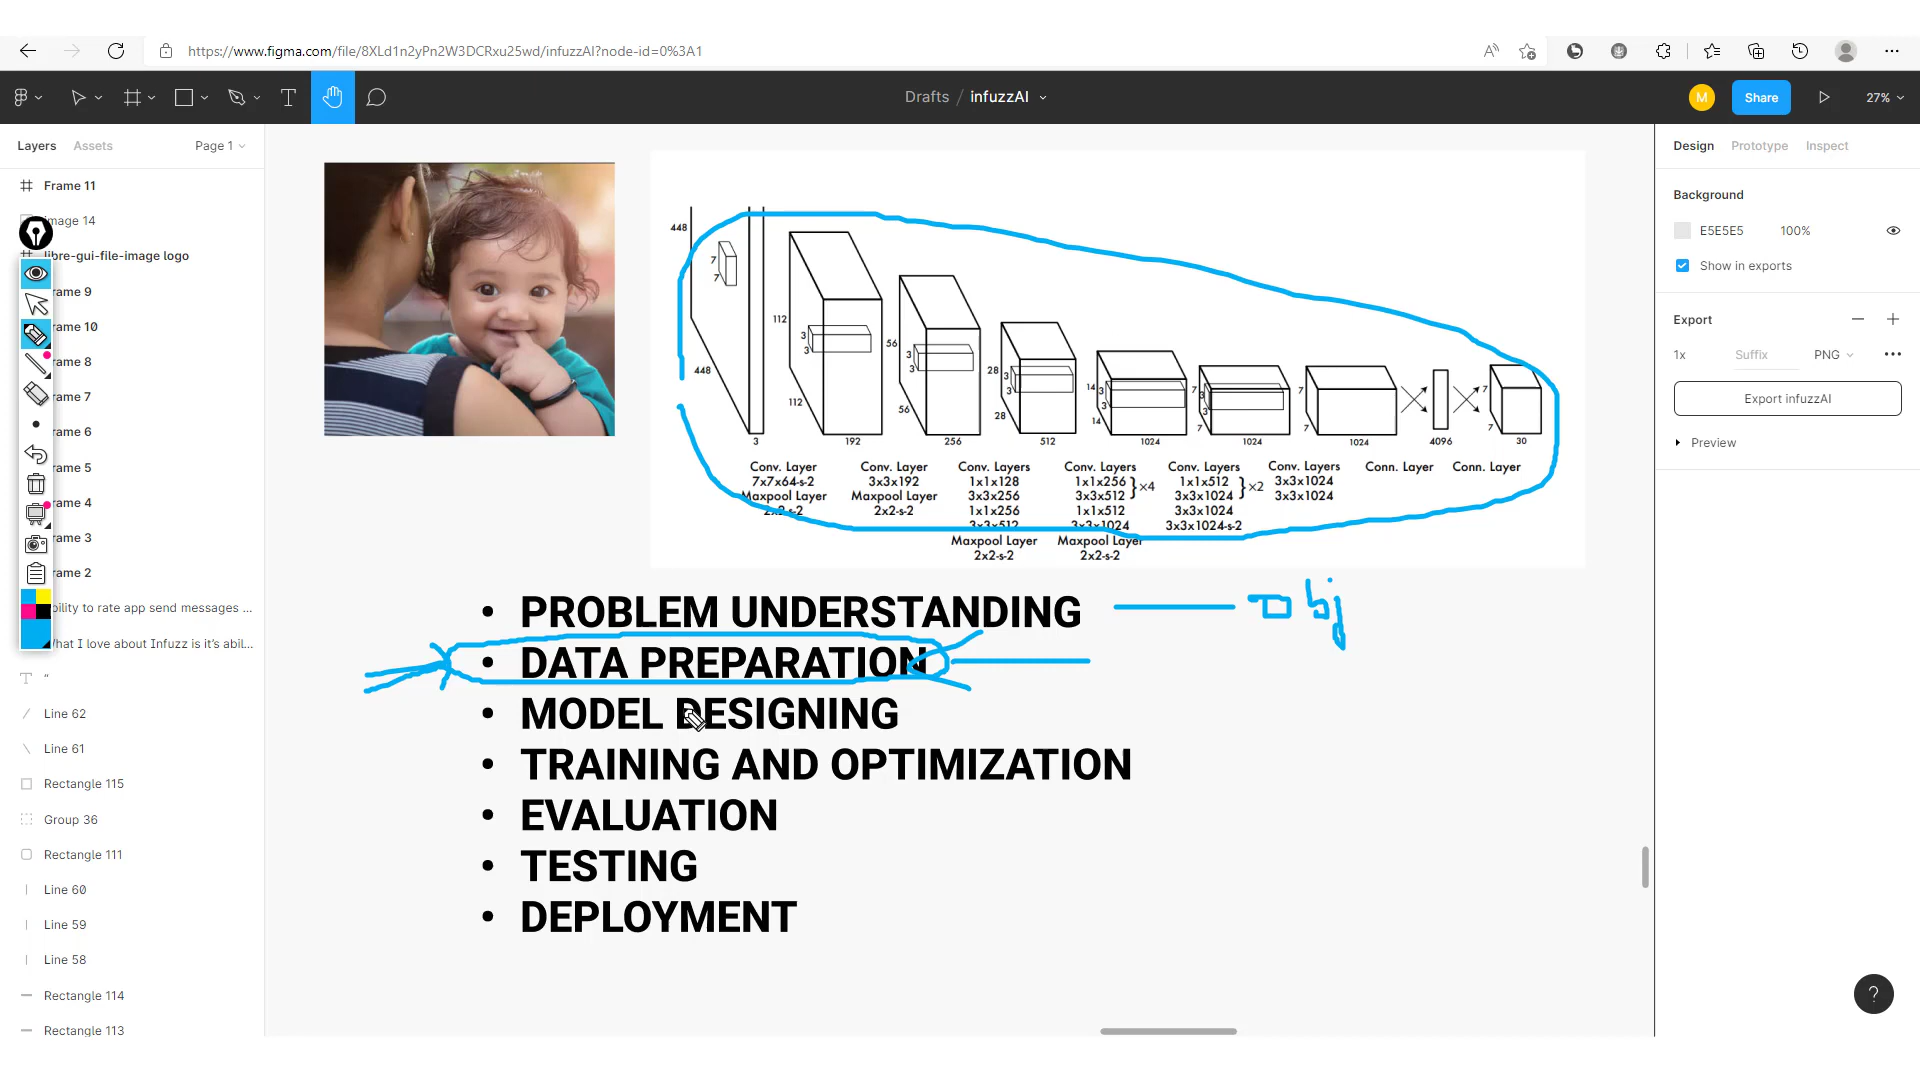 https://www.figma.com/file/8XLd1n2yPn2W3DCRxu25wd/infuzzAI?node-id=0%3A1
Drafts / infuzzAI
M
Share
27%
Layers
Assets
Page 1
Frame 11
image 14
libre-gui-file-image logo
rame 9
rame 10
rame 8
rame 7
rame 6
rame 5
rame 4
rame 3
rame 2
bility to rate app send messages ...
hat I love about Infuzz is it's abil...
“
Line 62
Line 61
Rectangle 115
Group 36
Rectangle 111
Line 60
Line 59
Line 58
Rectangle 114
Rectangle 113
448
448
7
7
3
112
112
3
3
192
56
56
3
3
256
28
28
3
3
512
14
14
3
3
1024
7
7
3
3
1024
7
7
1024
4096
7
7
30
Conv. Layer
7x7x64-s-2
Maxpool Layer
2x2-s-2
Conv. Layer
3x3x192
Maxpool Layer
2x2-s-2
Conv. Layers
1x1x128
3x3x256
1x1x256
3x3x512
Maxpool Layer
2x2-s-2
Conv. Layers
1x1x256
3x3x512
}×4
1x1x512
3x3x1024
Maxpool Layer
2x2-s-2
Conv. Layers
1x1x512
3x3x1024
}×2
3x3x1024
3x3x1024-s-2
Conv. Layers
3x3x1024
3x3x1024
Conn. Layer
Conn. Layer
• PROBLEM UNDERSTANDING
Obj
• DATA PREPARATION
• MODEL DESIGNING
• TRAINING AND OPTIMIZATION
• EVALUATION
• TESTING
• DEPLOYMENT
Design
Prototype
Inspect
Background
E5E5E5 100%
Show in exports
Export
1x
Suffix
PNG
Export infuzzAI
Preview
?